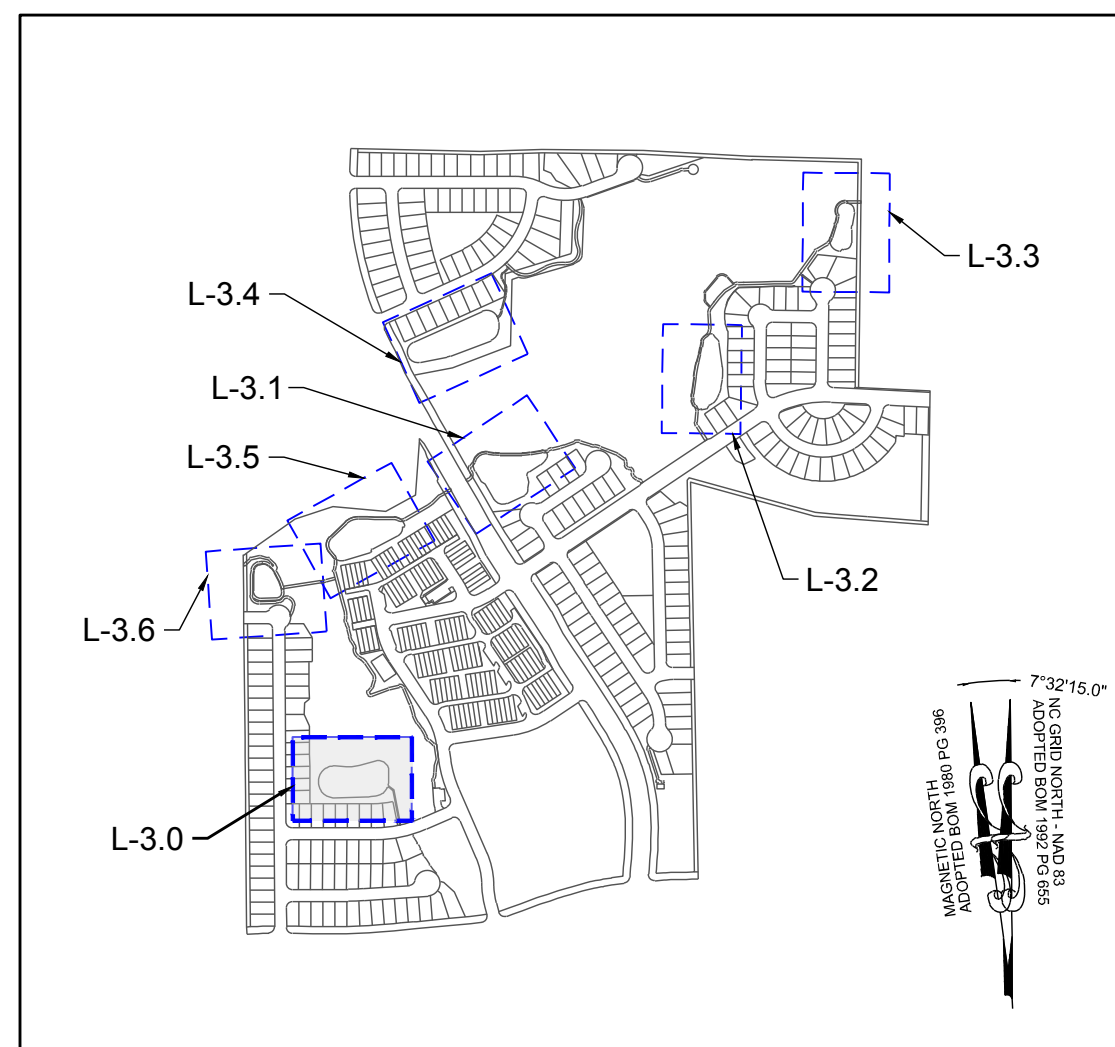 L-3.3
L-3.4
L-3.1
L-3.5
L-3.2
L-3.6
L-3.0
7°32'15.0"
MAGNETIC NORTH
ADOPTED BOM 1980 PG 396
NC GRID NORTH - NAD 83
ADOPTED BOM 1992 PG 655